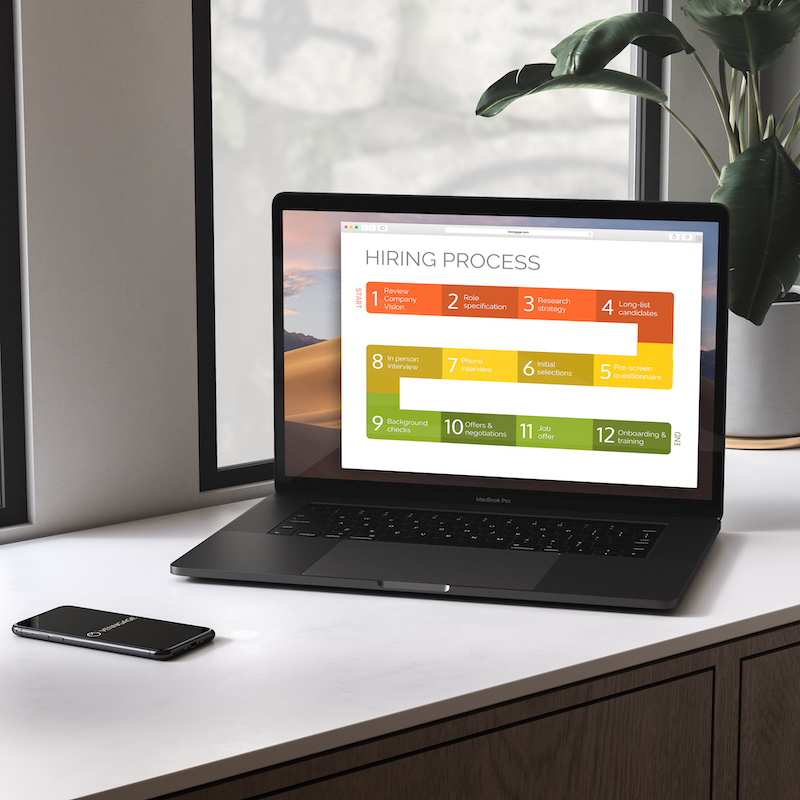 HIRING PROCESS
START
1 Review
Company
Vision
2 Role
specification
3 Research
strategy
4 Long-list
candidates
5 Pre-screen
questionnaire
6 Initial
selections
7 Phone
interview
8 In person
interview
9 Background
checks
10 Offers &
negotiations
11 Job
offer
12 Onboarding &
training
END
MacBook Pro
VENNGAGE